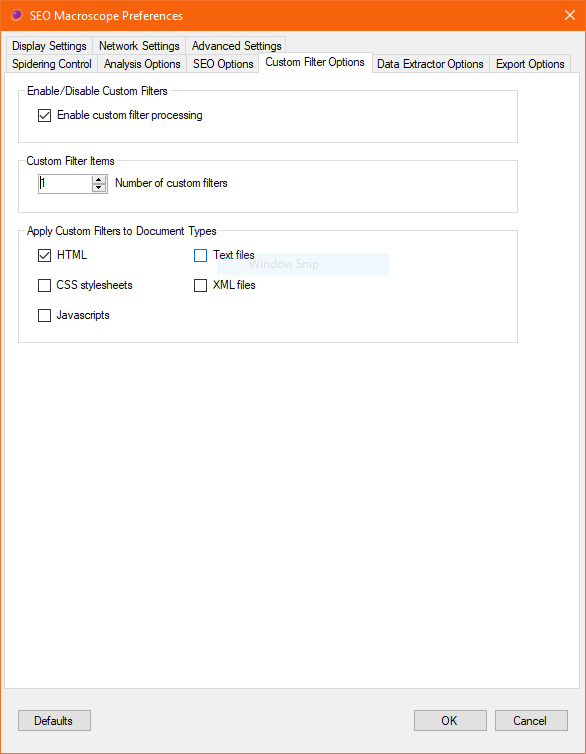 SEO Macroscope Preferences
Display Settings Network Settings Advanced Settings
Spidering Control Analysis Options SEO Options Custom Filter Options Data Extractor Options Export Options
Enable/Disable Custom Filters
Enable custom filter processing
Custom Filter Items
1 Number of custom filters
Apply Custom Filters to Document Types
HTML Text files
Window Snip
CSS stylesheets XML files
Javascripts
Defaults OK Cancel